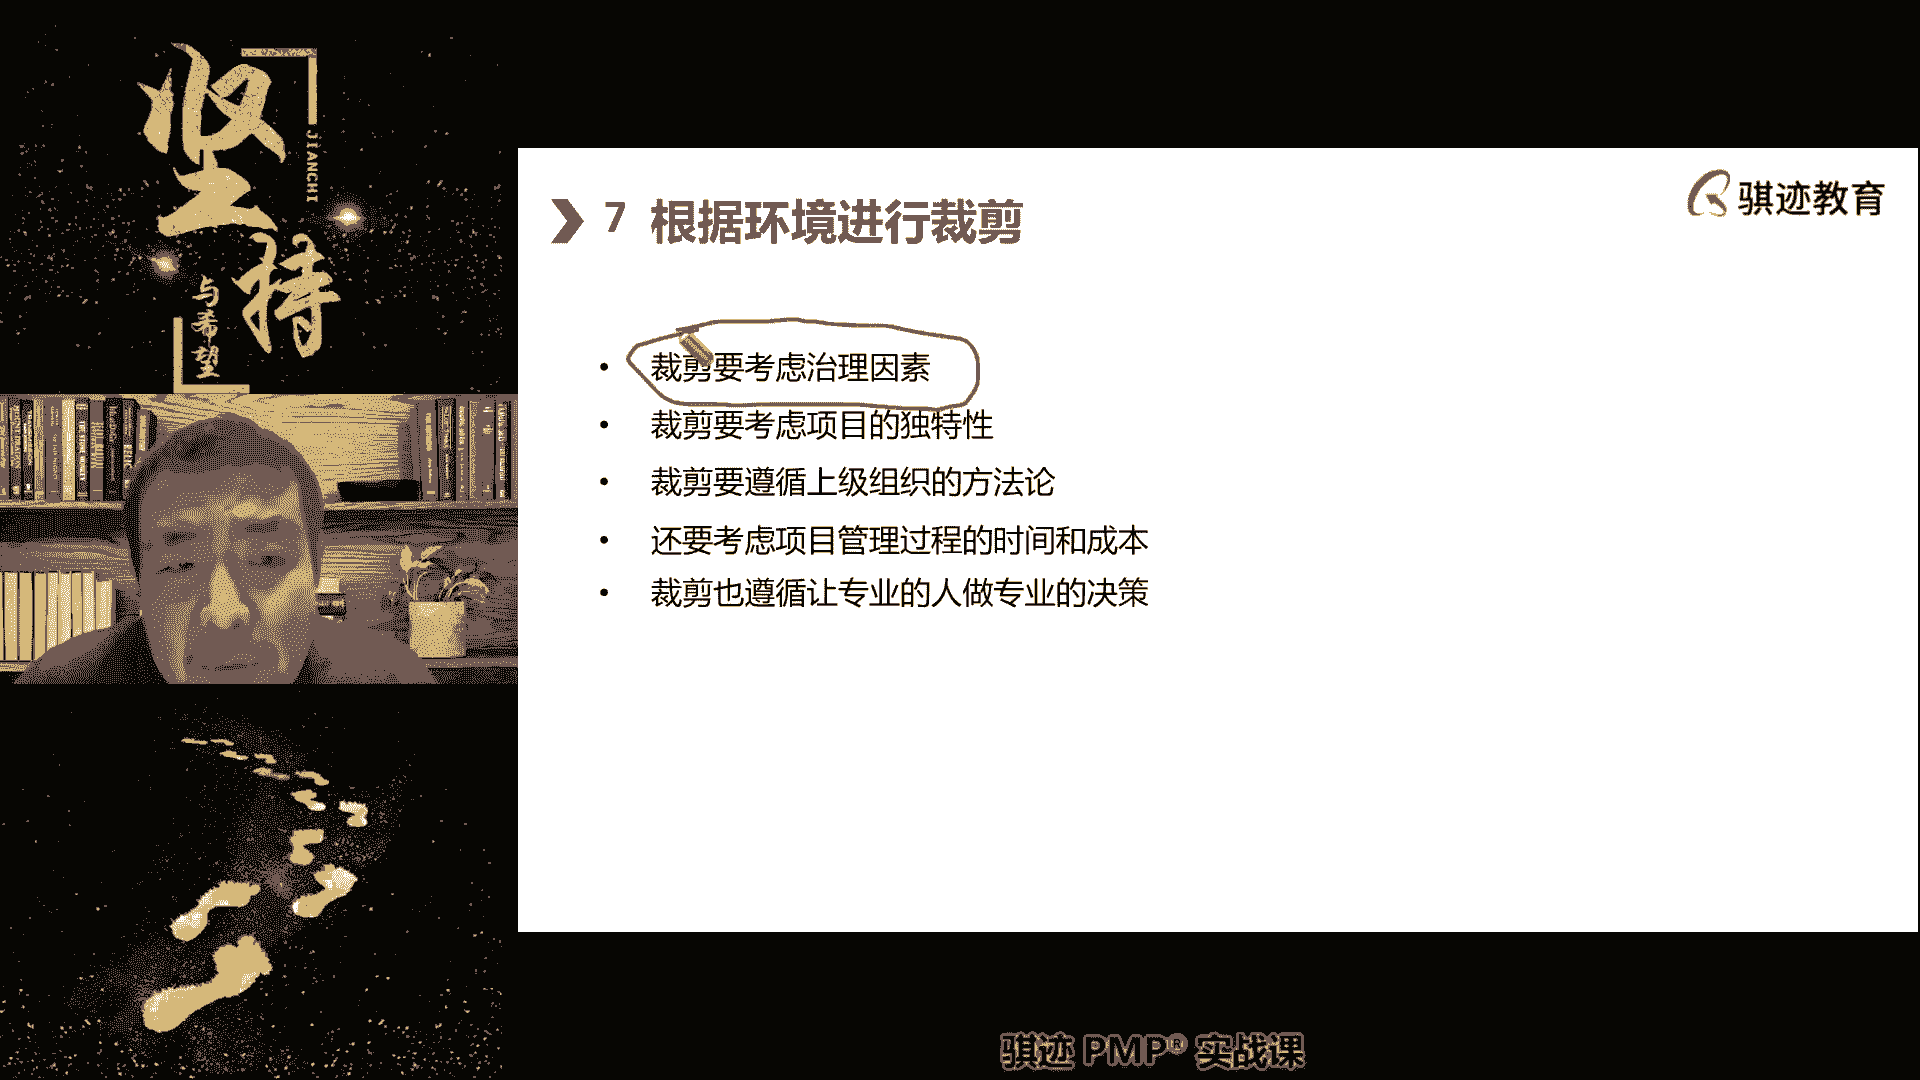 坚持
JIANCHI
与希望
骐迹教育
7 根据环境进行裁剪
• 裁剪要考虑治理因素
• 裁剪要考虑项目的独特性
• 裁剪要遵循上级组织的方法论
• 还要考虑项目管理过程的时间和成本
• 裁剪也遵循让专业的人做专业的决策
骐迹 PMP® 实战课